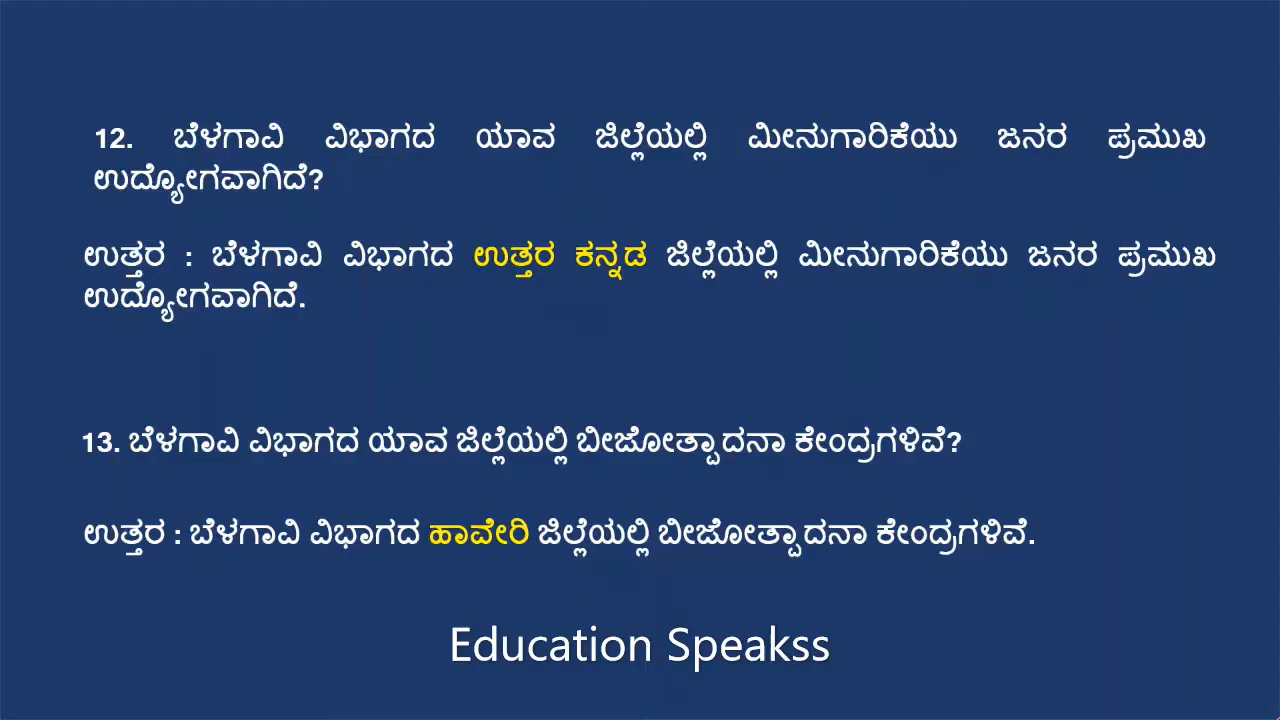 12. ಬೆಳಗಾವಿ ವಿಭಾಗದ ಯಾವ ಜಿಲ್ಲೆಯಲ್ಲಿ ಮೀನುಗಾರಿಕೆಯು ಜನರ ಪ್ರಮುಖ
ಉದ್ಯೋಗವಾಗಿದೆ?
ಉತ್ತರ : ಬೆಳಗಾವಿ ವಿಭಾಗದ ಉತ್ತರ ಕನ್ನಡ ಜಿಲ್ಲೆಯಲ್ಲಿ ಮೀನುಗಾರಿಕೆಯು ಜನರ ಪ್ರಮುಖ
ಉದ್ಯೋಗವಾಗಿದೆ.
13. ಬೆಳಗಾವಿ ವಿಭಾಗದ ಯಾವ ಜಿಲ್ಲೆಯಲ್ಲಿ ಬೀಜೋತ್ಪಾದನಾ ಕೇಂದ್ರಗಳಿವೆ?
ಉತ್ತರ : ಬೆಳಗಾವಿ ವಿಭಾಗದ ಹಾವೇರಿ ಜಿಲ್ಲೆಯಲ್ಲಿ ಬೀಜೋತ್ಪಾದನಾ ಕೇಂದ್ರಗಳಿವೆ.
Education Speakss